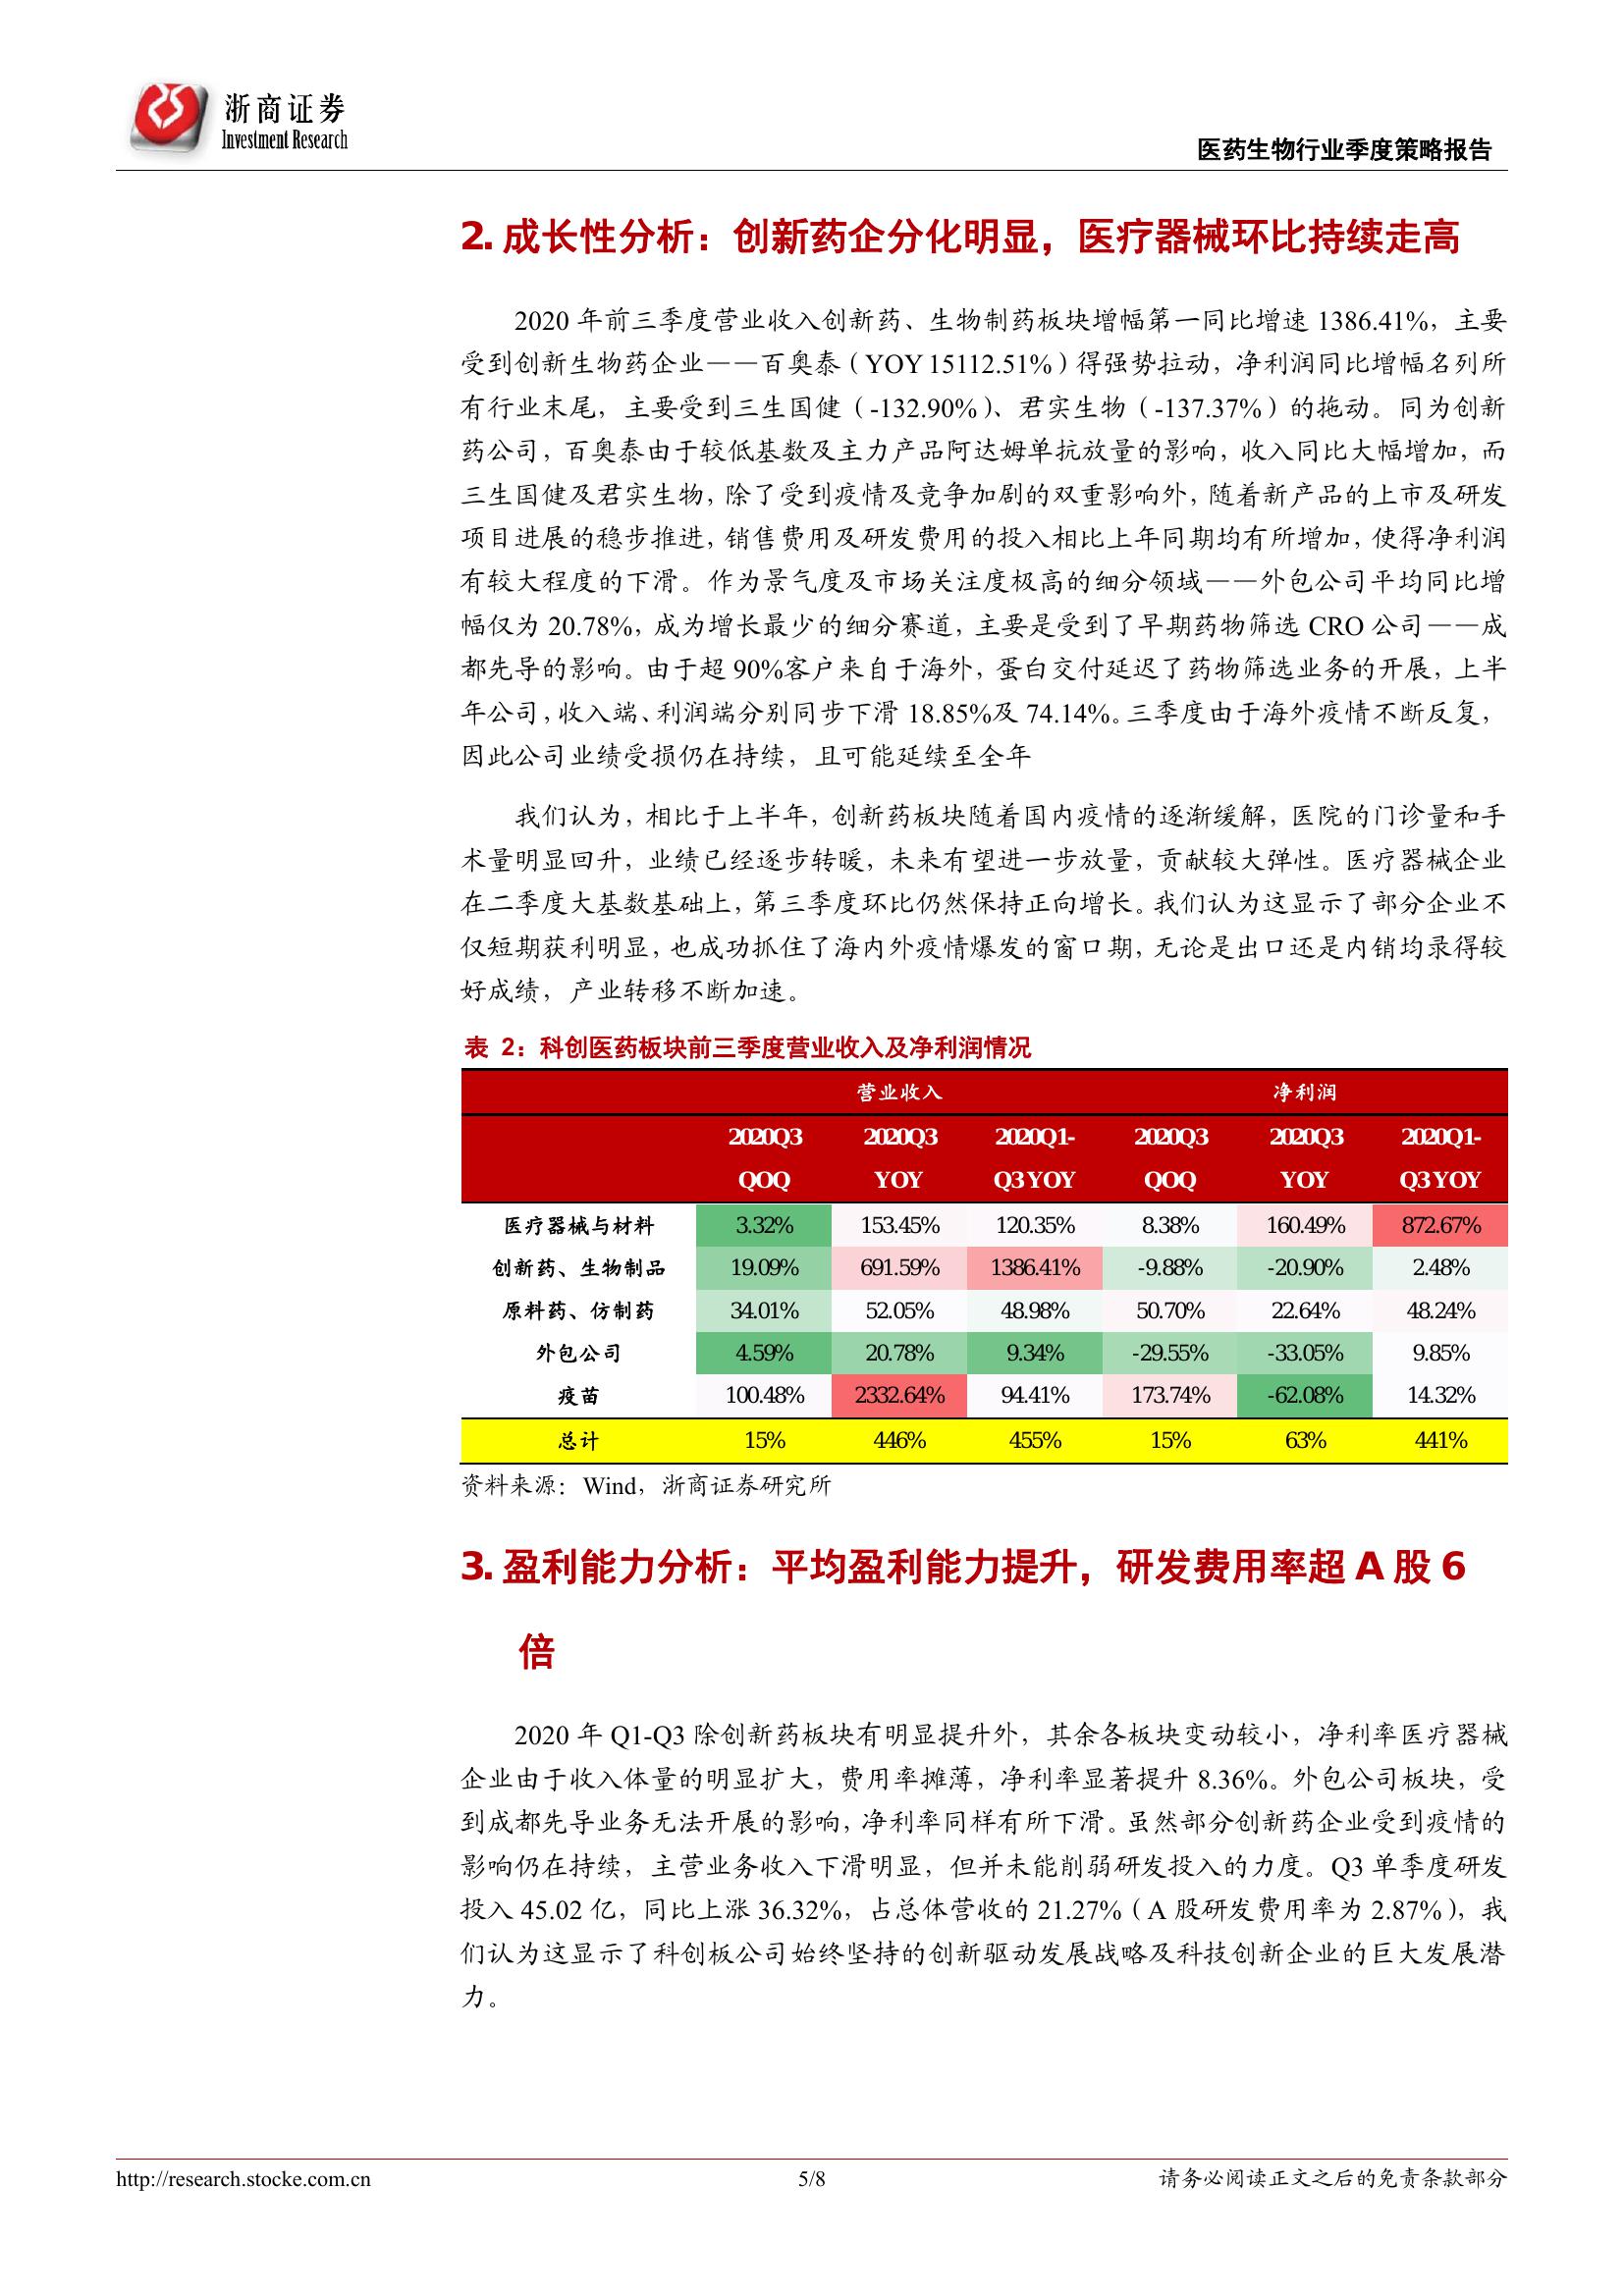 浙商证券
Investment Research
医药生物行业季度策略报告
2. 成长性分析：创新药企分化明显，医疗器械环比持续走高
2020 年前三季度营业收入创新药、生物制药板块增幅第一同比增速 1386.41%，主要
受到创新生物药企业——百奥泰（YOY 15112.51%）得强势拉动，净利润同比增幅名列所
有行业末尾，主要受到三生国健（-132.90%）、君实生物（-137.37%）的拖动。同为创新
药公司，百奥泰由于较低基数及主力产品阿达姆单抗放量的影响，收入同比大幅增加，而
三生国健及君实生物，除了受到疫情及竞争加剧的双重影响外，随着新产品的上市及研发
项目进展的稳步推进，销售费用及研发费用的投入相比上年同期均有所增加，使得净利润
有较大程度的下滑。作为景气度及市场关注度极高的细分领域——外包公司平均同比增
幅仅为 20.78%，成为增长最少的细分赛道，主要是受到了早期药物筛选 CRO 公司——成
都先导的影响。由于超 90%客户来自于海外，蛋白交付延迟了药物筛选业务的开展，上半
年公司，收入端、利润端分别同步下滑 18.85%及 74.14%。三季度由于海外疫情不断反复，
因此公司业绩受损仍在持续，且可能延续至全年
我们认为，相比于上半年，创新药板块随着国内疫情的逐渐缓解，医院的门诊量和手
术量明显回升，业绩已经逐步转暖，未来有望进一步放量，贡献较大弹性。医疗器械企业
在二季度大基数基础上，第三季度环比仍然保持正向增长。我们认为这显示了部分企业不
仅短期获利明显，也成功抓住了海内外疫情爆发的窗口期，无论是出口还是内销均录得较
好成绩，产业转移不断加速。
表 2：科创医药板块前三季度营业收入及净利润情况
营业收入 净利润
2020Q3 2020Q3 2020Q1- 2020Q3 2020Q3 2020Q1-
QOQ YOY Q3 YOY QOQ YOY Q3 YOY
医疗器械与材料 3.32% 153.45% 120.35% 8.38% 160.49% 872.67%
创新药、生物制品 19.09% 691.59% 1386.41% -9.88% -20.90% 2.48%
原料药、仿制药 34.01% 52.05% 48.98% 50.70% 22.64% 48.24%
外包公司 4.59% 20.78% 9.34% -29.55% -33.05% 9.85%
疫苗 100.48% 2332.64% 94.41% 173.74% -62.08% 14.32%
总计 15% 446% 455% 15% 63% 441%
资料来源：Wind，浙商证券研究所
3. 盈利能力分析：平均盈利能力提升，研发费用率超 A 股 6
倍
2020 年 Q1-Q3 除创新药板块有明显提升外，其余各板块变动较小，净利率医疗器械
企业由于收入体量的明显扩大，费用率摊薄，净利率显著提升 8.36%。外包公司板块，受
到成都先导业务无法开展的影响，净利率同样有所下滑。虽然部分创新药企业受到疫情的
影响仍在持续，主营业务收入下滑明显，但并未能削弱研发投入的力度。Q3 单季度研发
投入 45.02 亿，同比上涨 36.32%，占总体营收的 21.27%（A 股研发费用率为 2.87%），我
们认为这显示了科创板公司始终坚持的创新驱动发展战略及科技创新企业的巨大发展潜
力。
http://research.stocke.com.cn 5/8 请务必阅读正文之后的免责条款部分